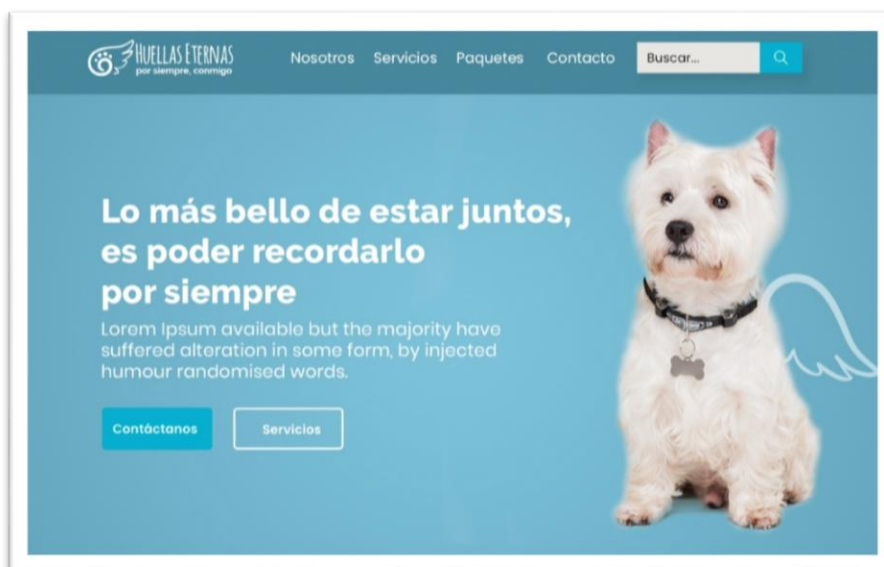 HUELLAS ETERNAS
por siempre, conmigo
Nosotros Servicios Paquetes Contacto Buscar...
Lo más bello de estar juntos,
es poder recordarlo
por siempre
Lorem Ipsum available but the majority have
suffered alteration in some form, by injected
humour randomised words.
Contáctanos Servicios